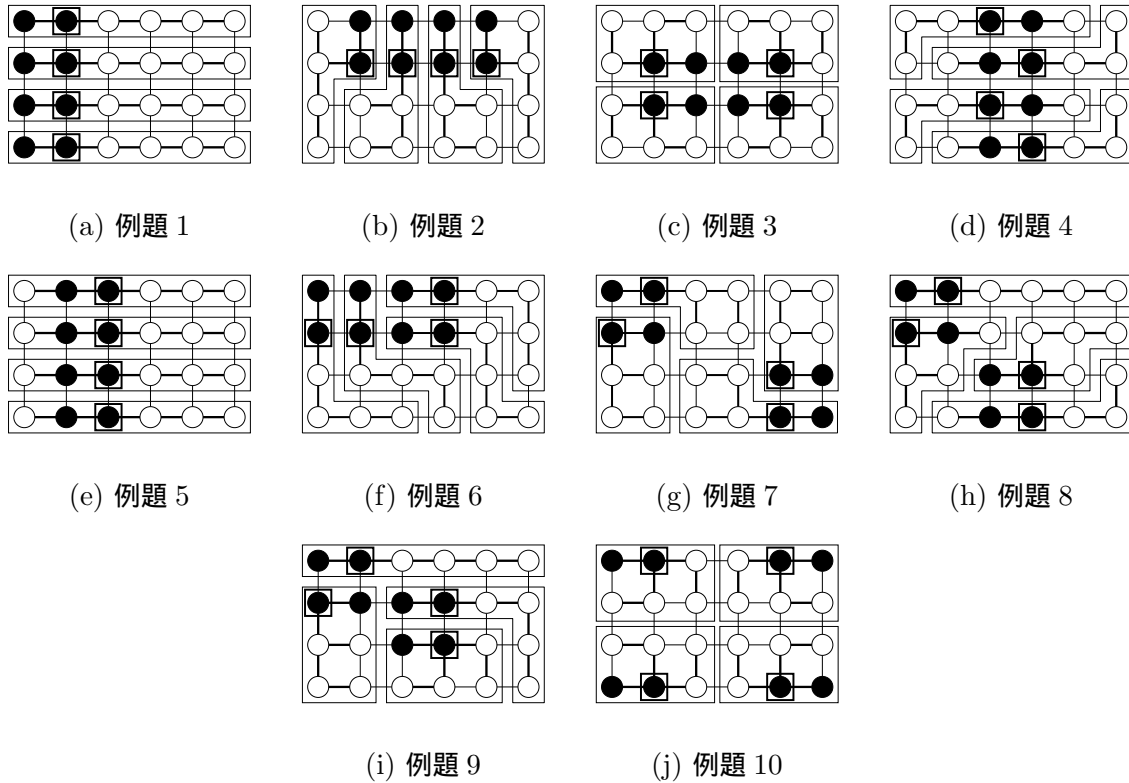 (a) 例題 1
(b) 例題 2
(c) 例題 3
(d) 例題 4
(e) 例題 5
(f) 例題 6
(g) 例題 7
(h) 例題 8
(i) 例題 9
(j) 例題 10